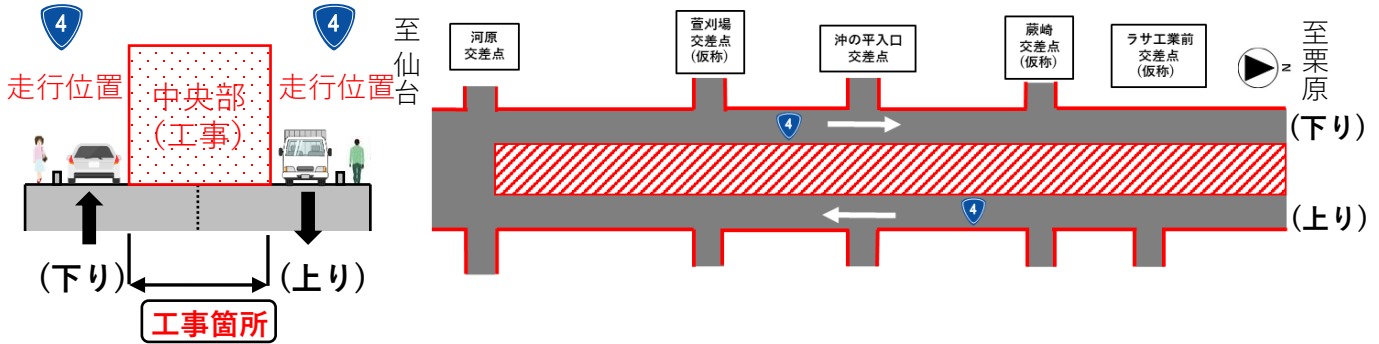 4
4
走行位置
中央部
(工事)
走行位置
(下り)
(上り)
工事箇所
至仙台
河原
交差点
萱刈場
交差点
(仮称)
沖の平入口
交差点
蕨崎
交差点
(仮称)
ラサ工業前
交差点
(仮称)
N
至栗原
4
(下り)
4
(上り)